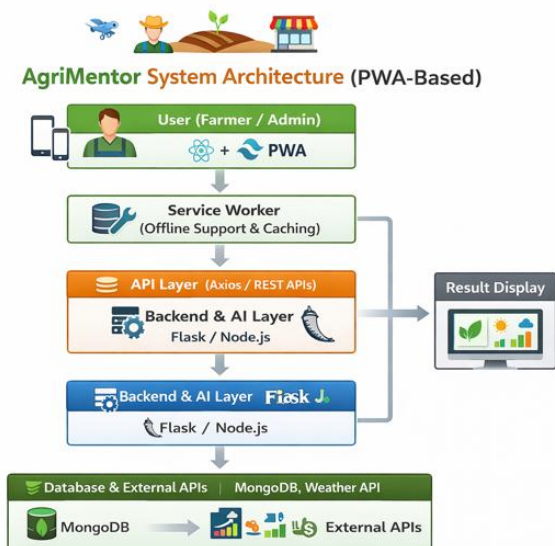 AgriMentor System Architecture (PWA-Based)
User (Farmer / Admin)
+ PWA
Service Worker
(Offline Support & Caching)
API Layer (Axios / REST APIs)
Backend & AI Layer
Flask / Node.js
Result Display
Backend & AI Layer Fiask J.
Flask / Node.js
Database & External APIs | MongoDB, Weather API
MongoDB
External APIs